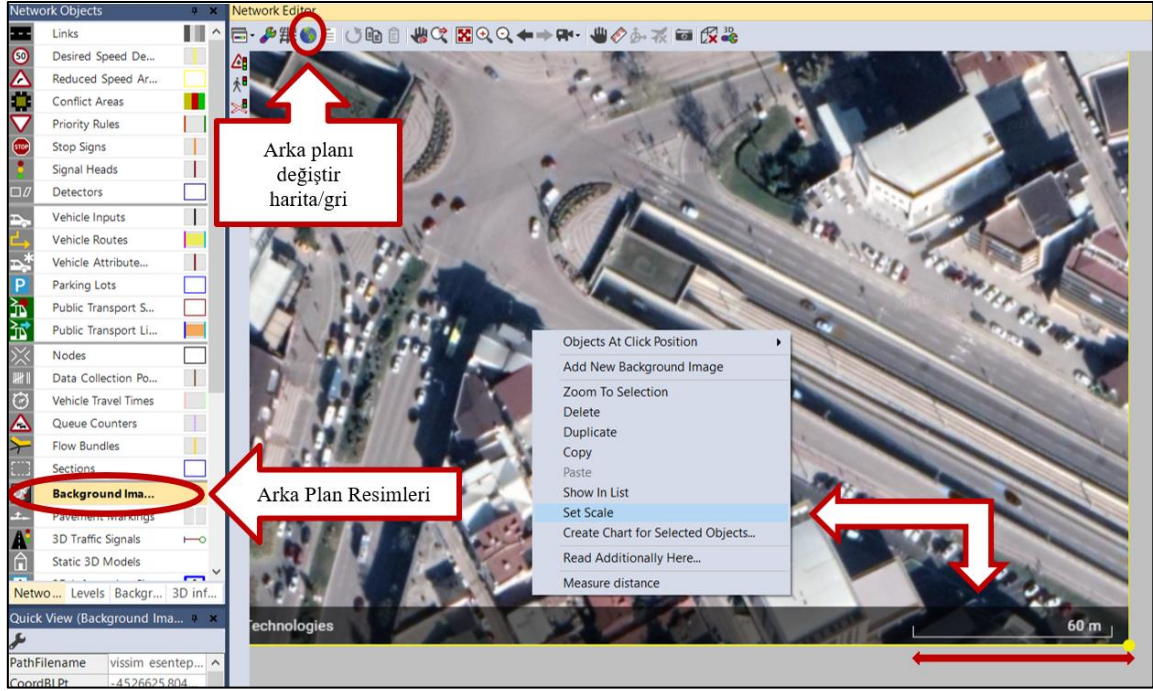 Network Objects
Network Editor
Links
Desired Speed De...
Reduced Speed Ar...
Conflict Areas
Priority Rules
Stop Signs
Signal Heads
Detectors
Vehicle Inputs
Vehicle Routes
Vehicle Attribute...
Parking Lots
Public Transport S...
Public Transport Li...
Nodes
Data Collection Po...
Vehicle Travel Times
Queue Counters
Flow Bundles
Sections
Background Ima...
Pavement Markings
3D Traffic Signals
Static 3D Models
Netwo... Levels Backgr... 3D inf...
Quick View (Background Ima...
PathFilename vissim esentep...
CoordBLPt -4526625.804...
Arka planı
değiştir
harita/gri
Arka Plan Resimleri
Objects At Click Position
Add New Background Image
Zoom To Selection
Delete
Duplicate
Copy
Paste
Show In List
Set Scale
Create Chart for Selected Objects...
Read Additionally Here...
Measure distance
Technologies
60 m